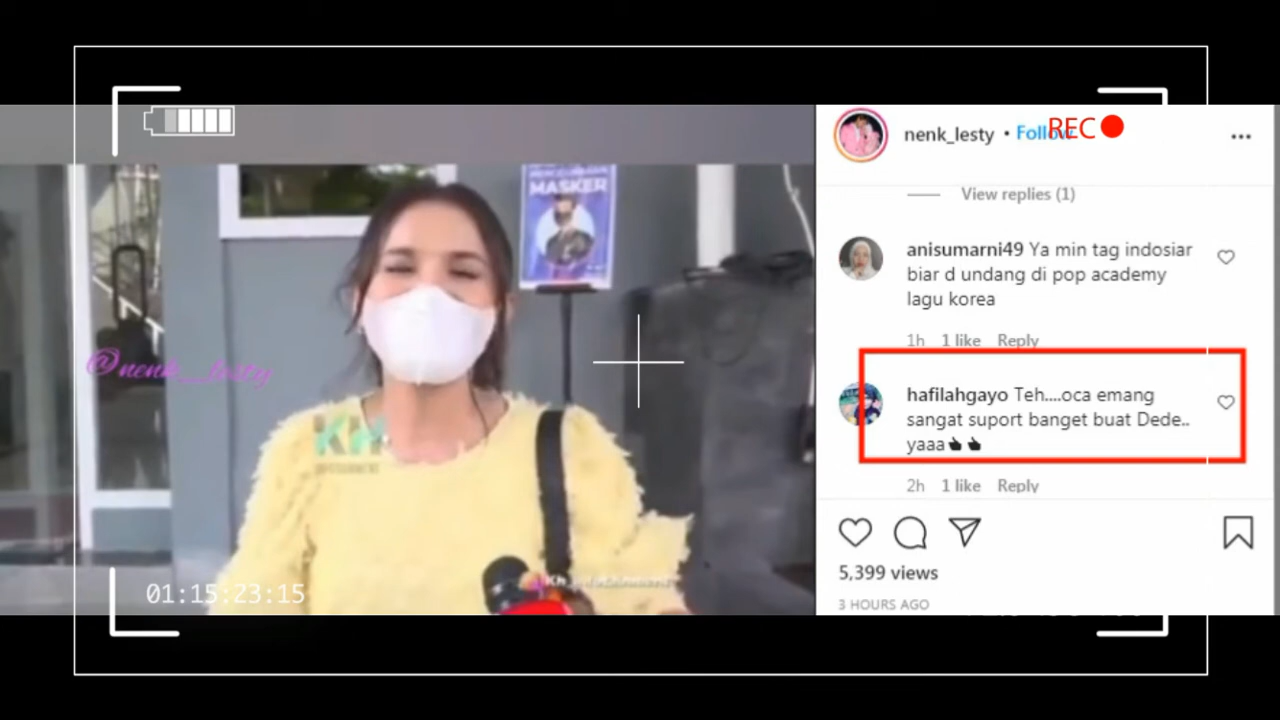 nenk_lesty • Follow
REC
View replies (1)
anisumarni49 Ya min tag indosiar
biar d undang di pop academy
lagu korea
1h 1 like Reply
hafilahgayo Teh....oca emang
sangat suport banget buat Dede..
yaaa👍👍
2h 1 like Reply
5,399 views
3 HOURS AGO
MASKER
@nenk_lesty
KH
01:15:23:15